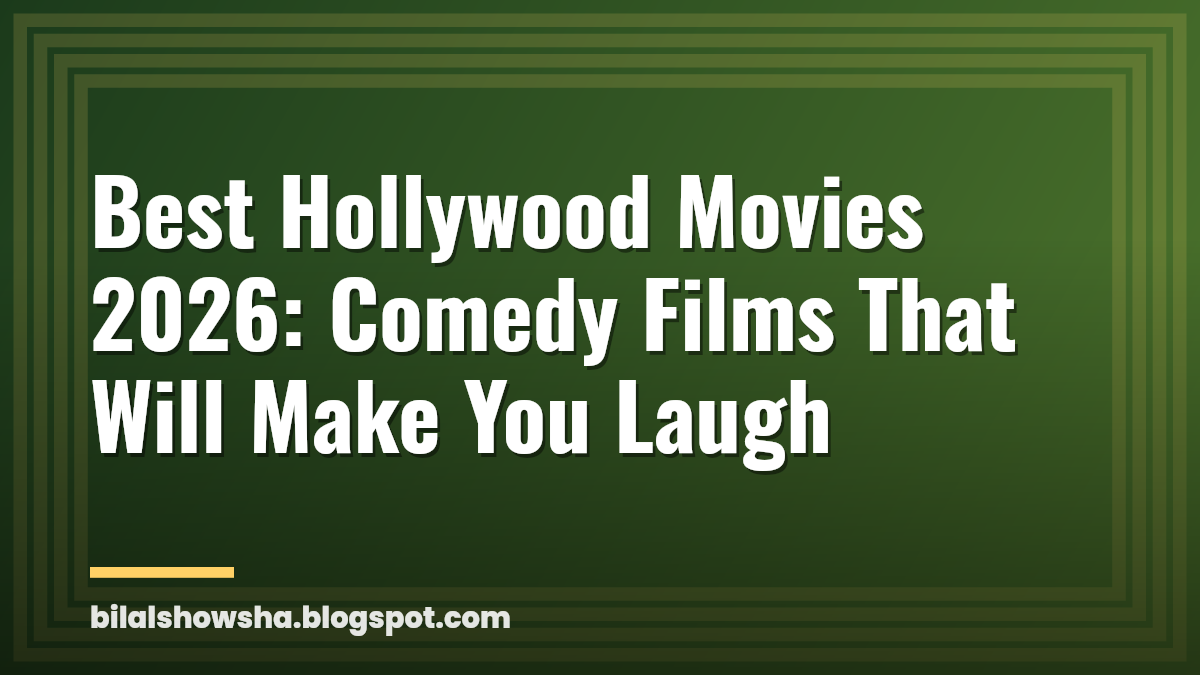 Best Hollywood Movies
2026: Comedy Films That
Will Make You Laugh
bilalshowsha.blogspot.com